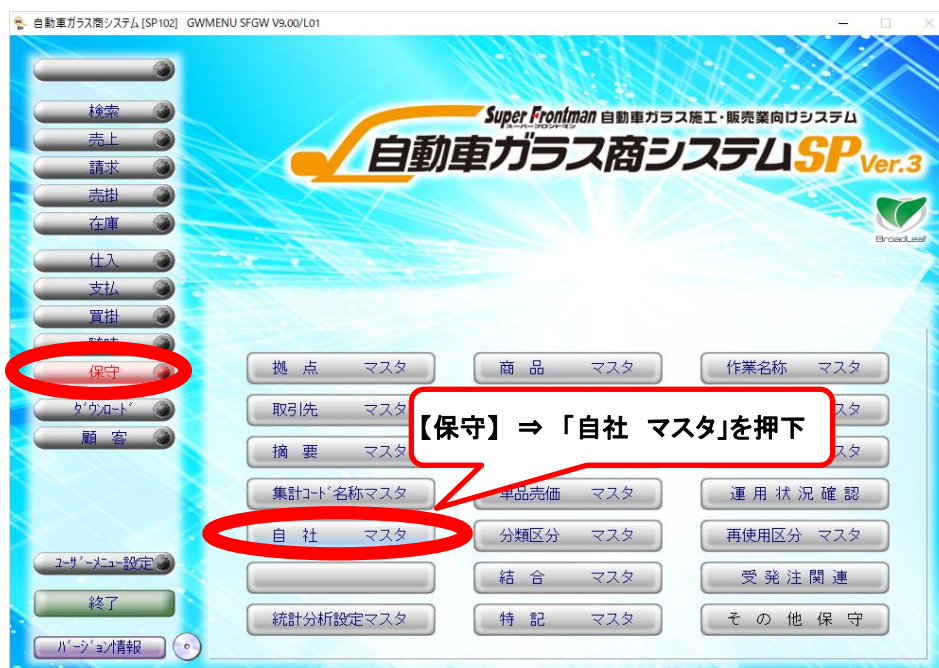 自動車ガラス商システム [SP102] GWMENU SFGW V9.00/L01
Super Frontman 自動車ガラス施工・販売業向けシステム
スーパーフロントマン
自動車ガラス商システムSP Ver.3
BroadLeaf
検索
売上
請求
売掛
在庫
仕入
支払
買掛
保守
ダウンロード
顧 客
ユーザーメニュー設定
終了
バージョン情報
拠 点 マスタ
商 品 マスタ
作業名称 マスタ
取引先 マスタ
スタ
【保守】 ⇒ 「自社 マスタ」を押下
摘 要 マスタ
スタ
集計コード名称マスタ
単品売価 マスタ
運 用 状 況 確 認
自 社 マスタ
分類区分 マスタ
再使用区分 マスタ
結 合 マスタ
受 発 注 関 連
統計分析設定マスタ
特 記 マスタ
そ の 他 保 守